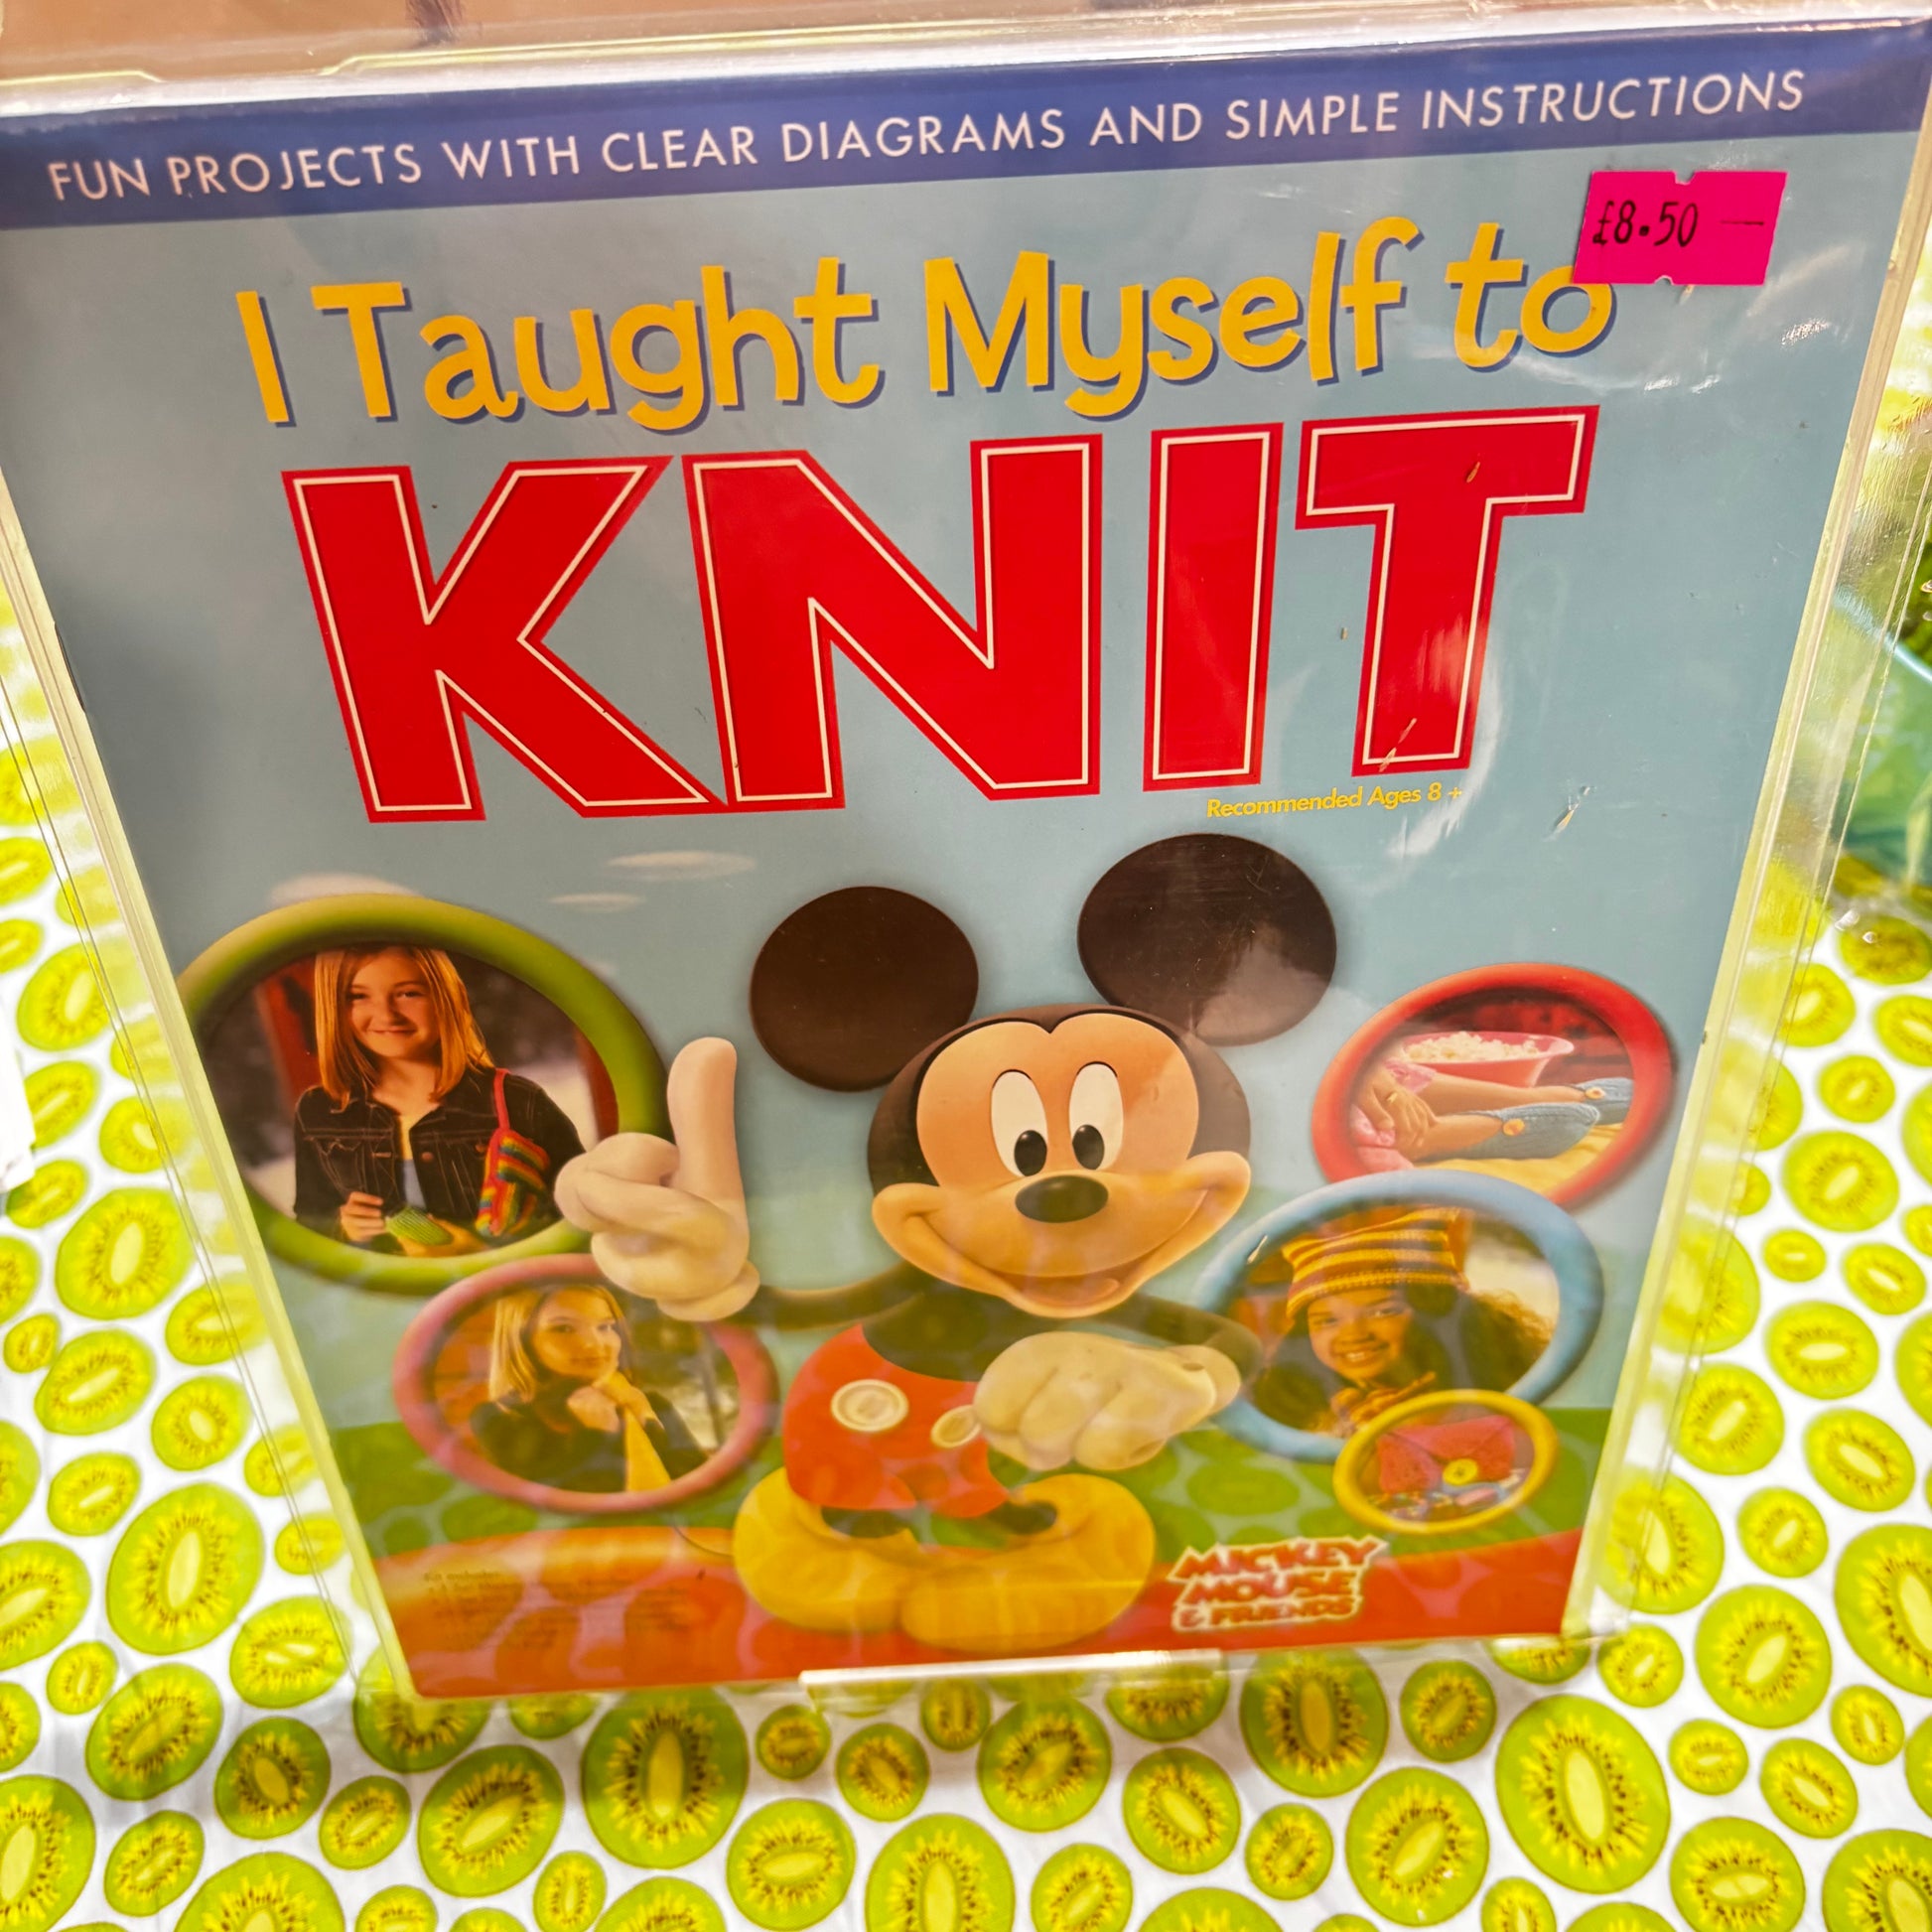 FUN PROJECTS WITH CLEAR DIAGRAMS AND SIMPLE INSTRUCTIONS
£8.50
I Taught Myself to
KNIT
Recommended Ages 8 +
MICKEY
MOUSE
& FRIENDS